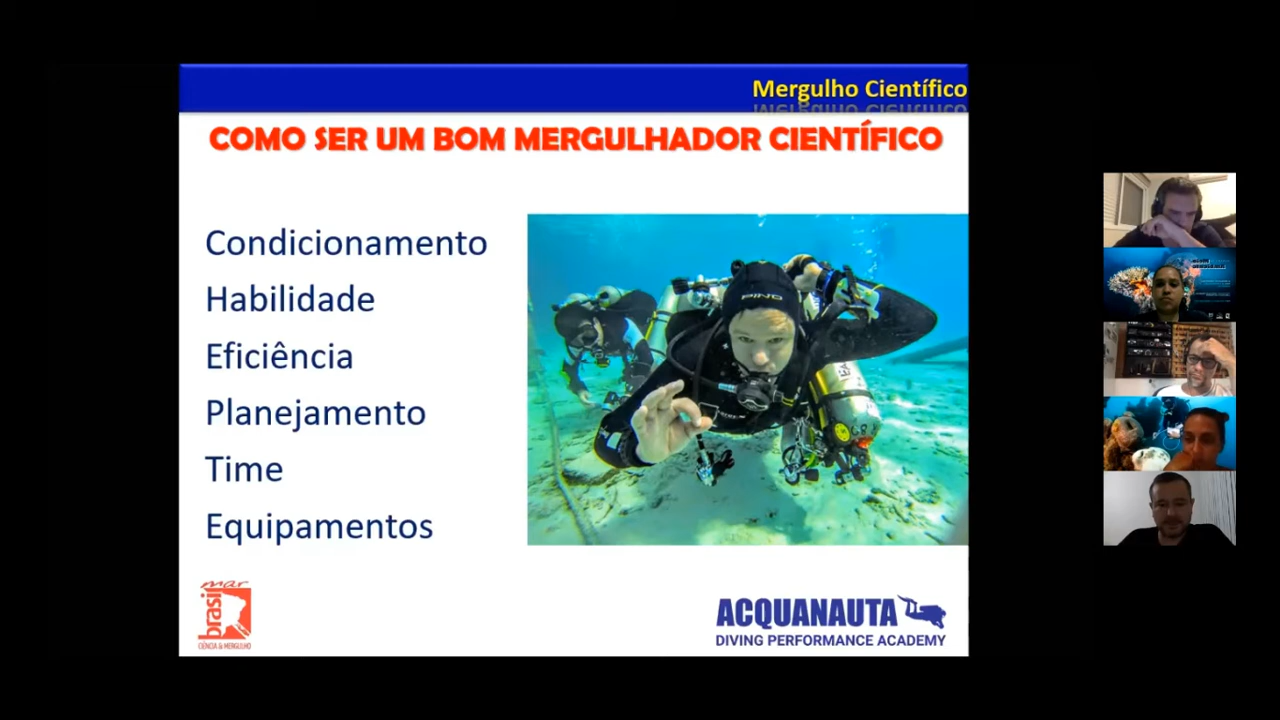 Mergulho Científico
COMO SER UM BOM MERGULHADOR CIENTÍFICO
Condicionamento
Habilidade
Eficiência
Planejamento
Time
Equipamentos
PINO
mar
brasil
CIÊNCIA & MERGULHO
ACQUANAUTA
DIVING PERFORMANCE ACADEMY